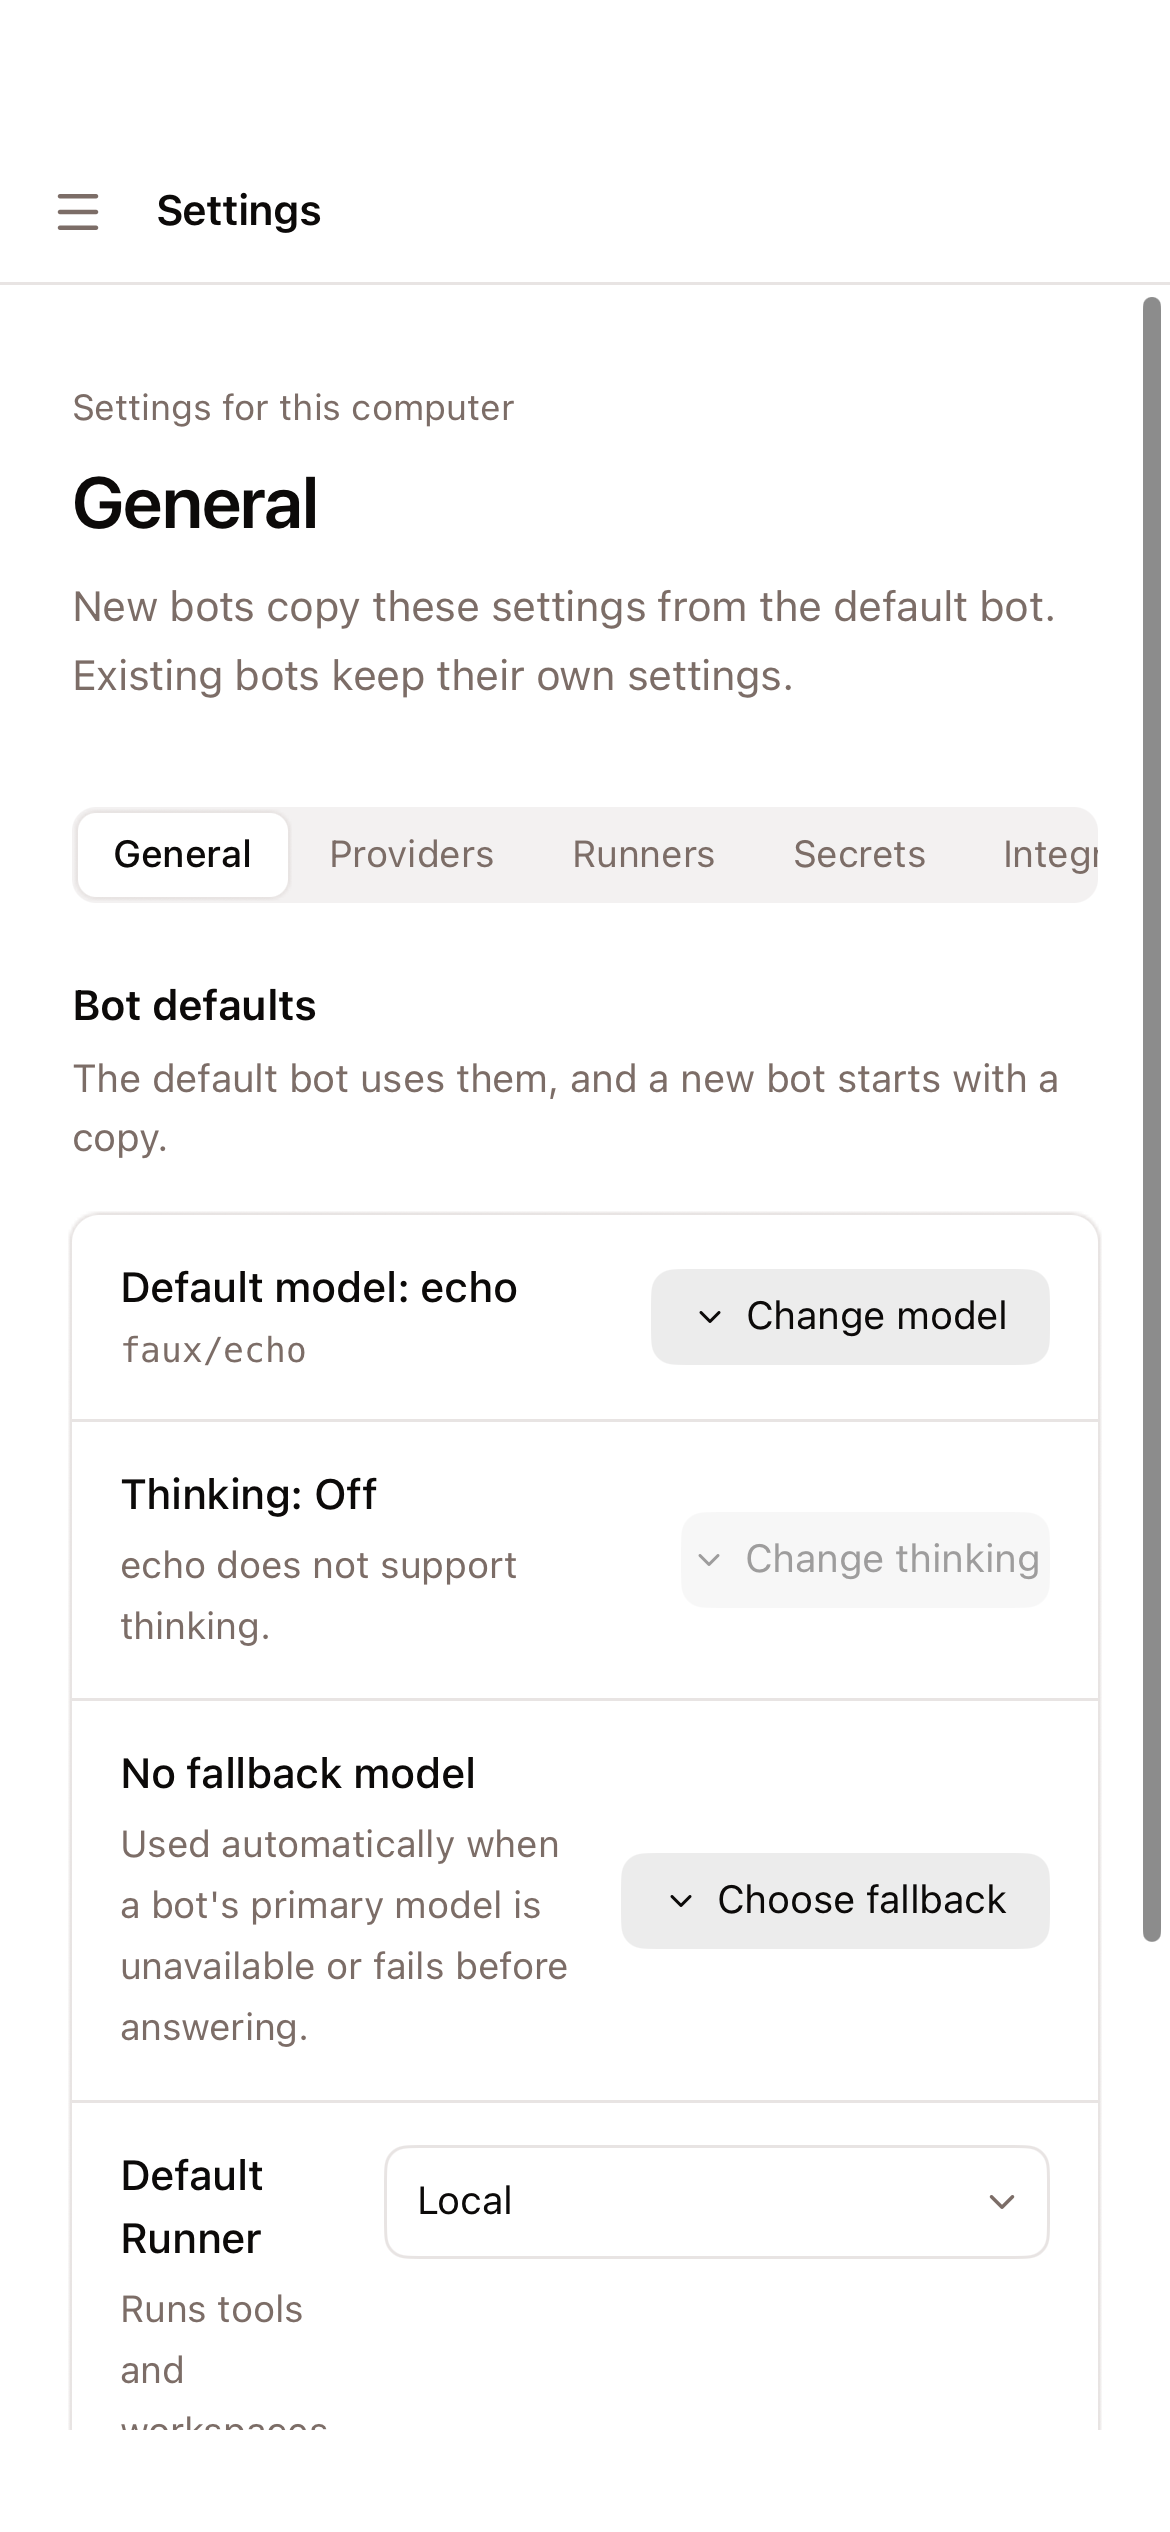 Settings
Settings for this computer
General
New bots copy these settings from the default bot.
Existing bots keep their own settings.
General Providers Runners Secrets Integr
Bot defaults
The default bot uses them, and a new bot starts with a
copy.
Default model: echo
faux/echo
Change model
Thinking: Off
echo does not support
thinking.
Change thinking
No fallback model
Used automatically when
a bot's primary model is
unavailable or fails before
answering.
Choose fallback
Default
Runner
Runs tools
and
workspaces
Local